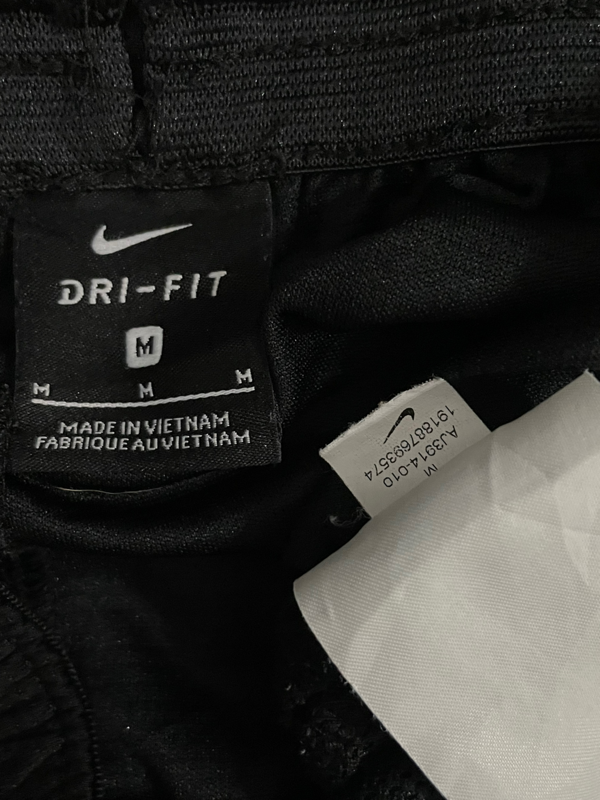 DRI-FIT
M
M M M
MADE IN VIETNAM
FABRIQUE AU VIETNAM
M
AJ3914-010
191887693574